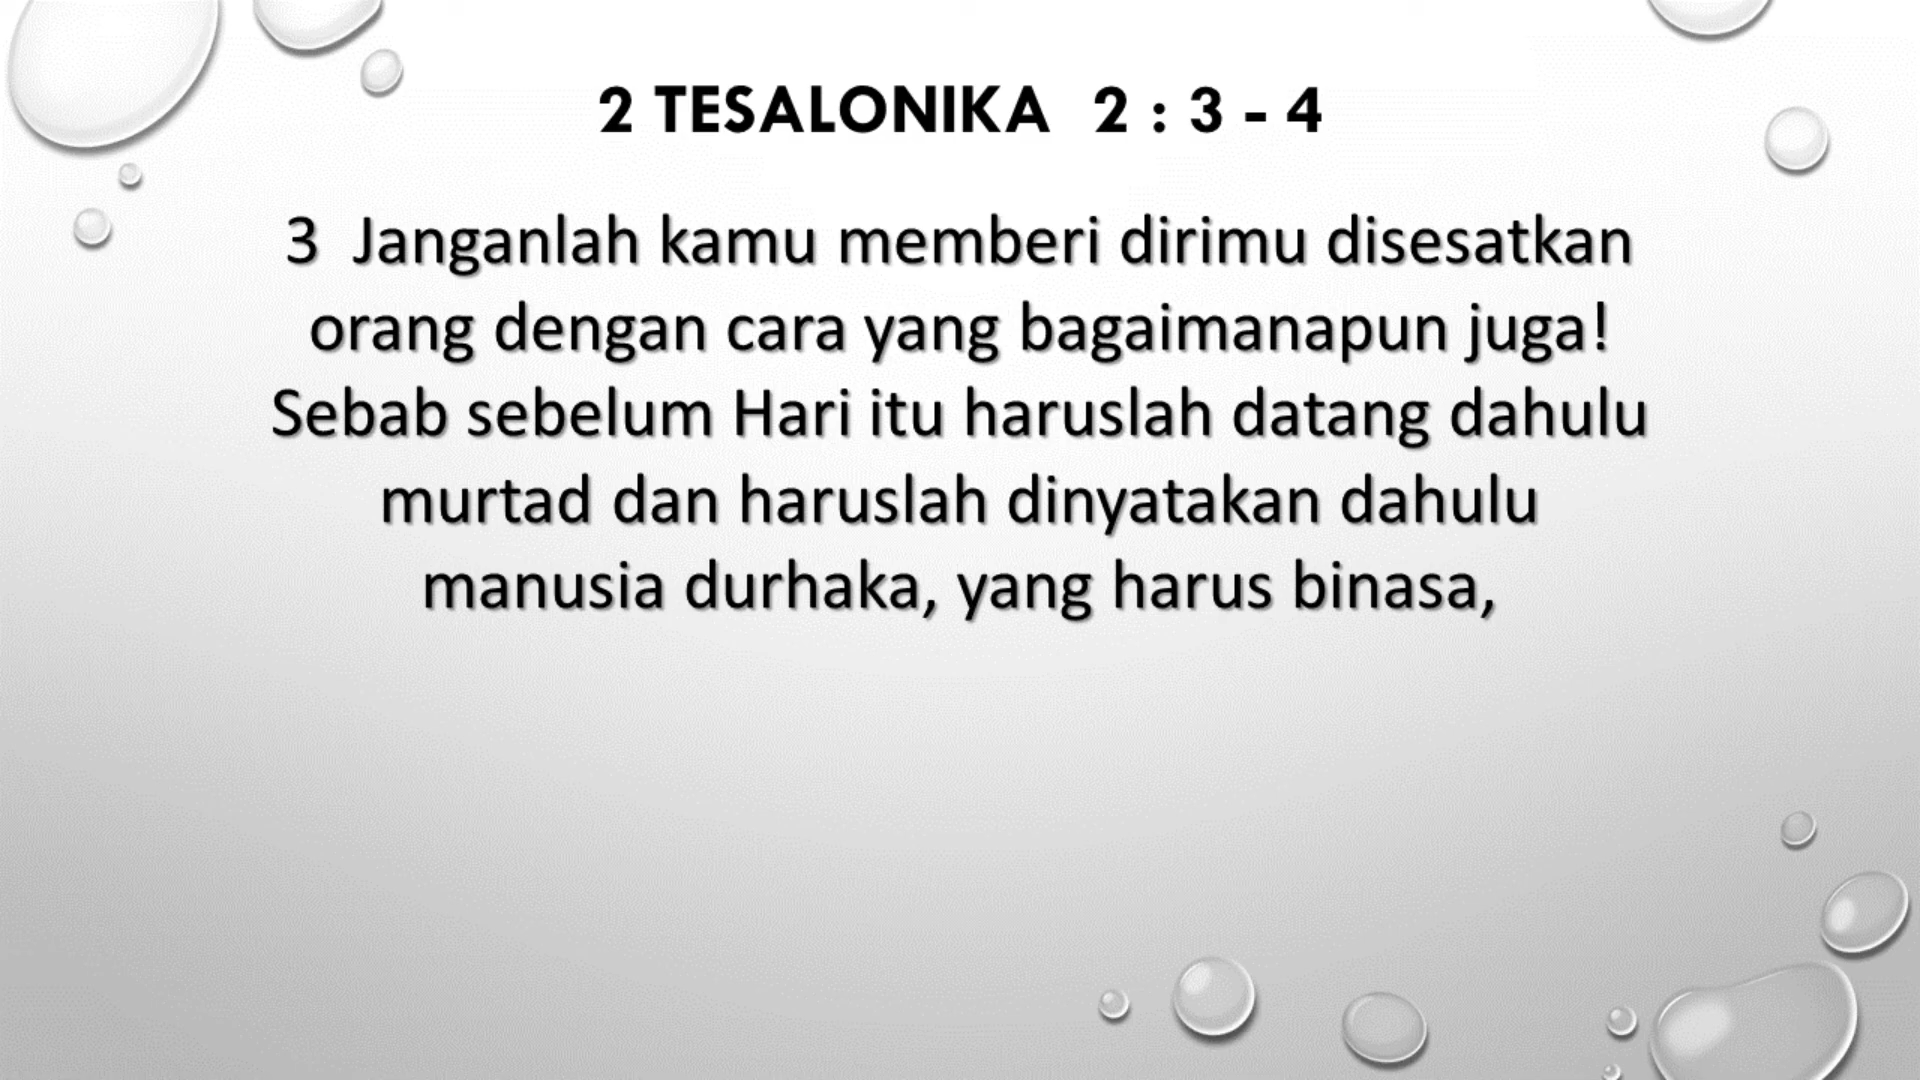 2 TESALONIKA  2 : 3 - 4
3  Janganlah kamu memberi dirimu disesatkan
orang dengan cara yang bagaimanapun juga!
Sebab sebelum Hari itu haruslah datang dahulu
murtad dan haruslah dinyatakan dahulu
manusia durhaka, yang harus binasa,